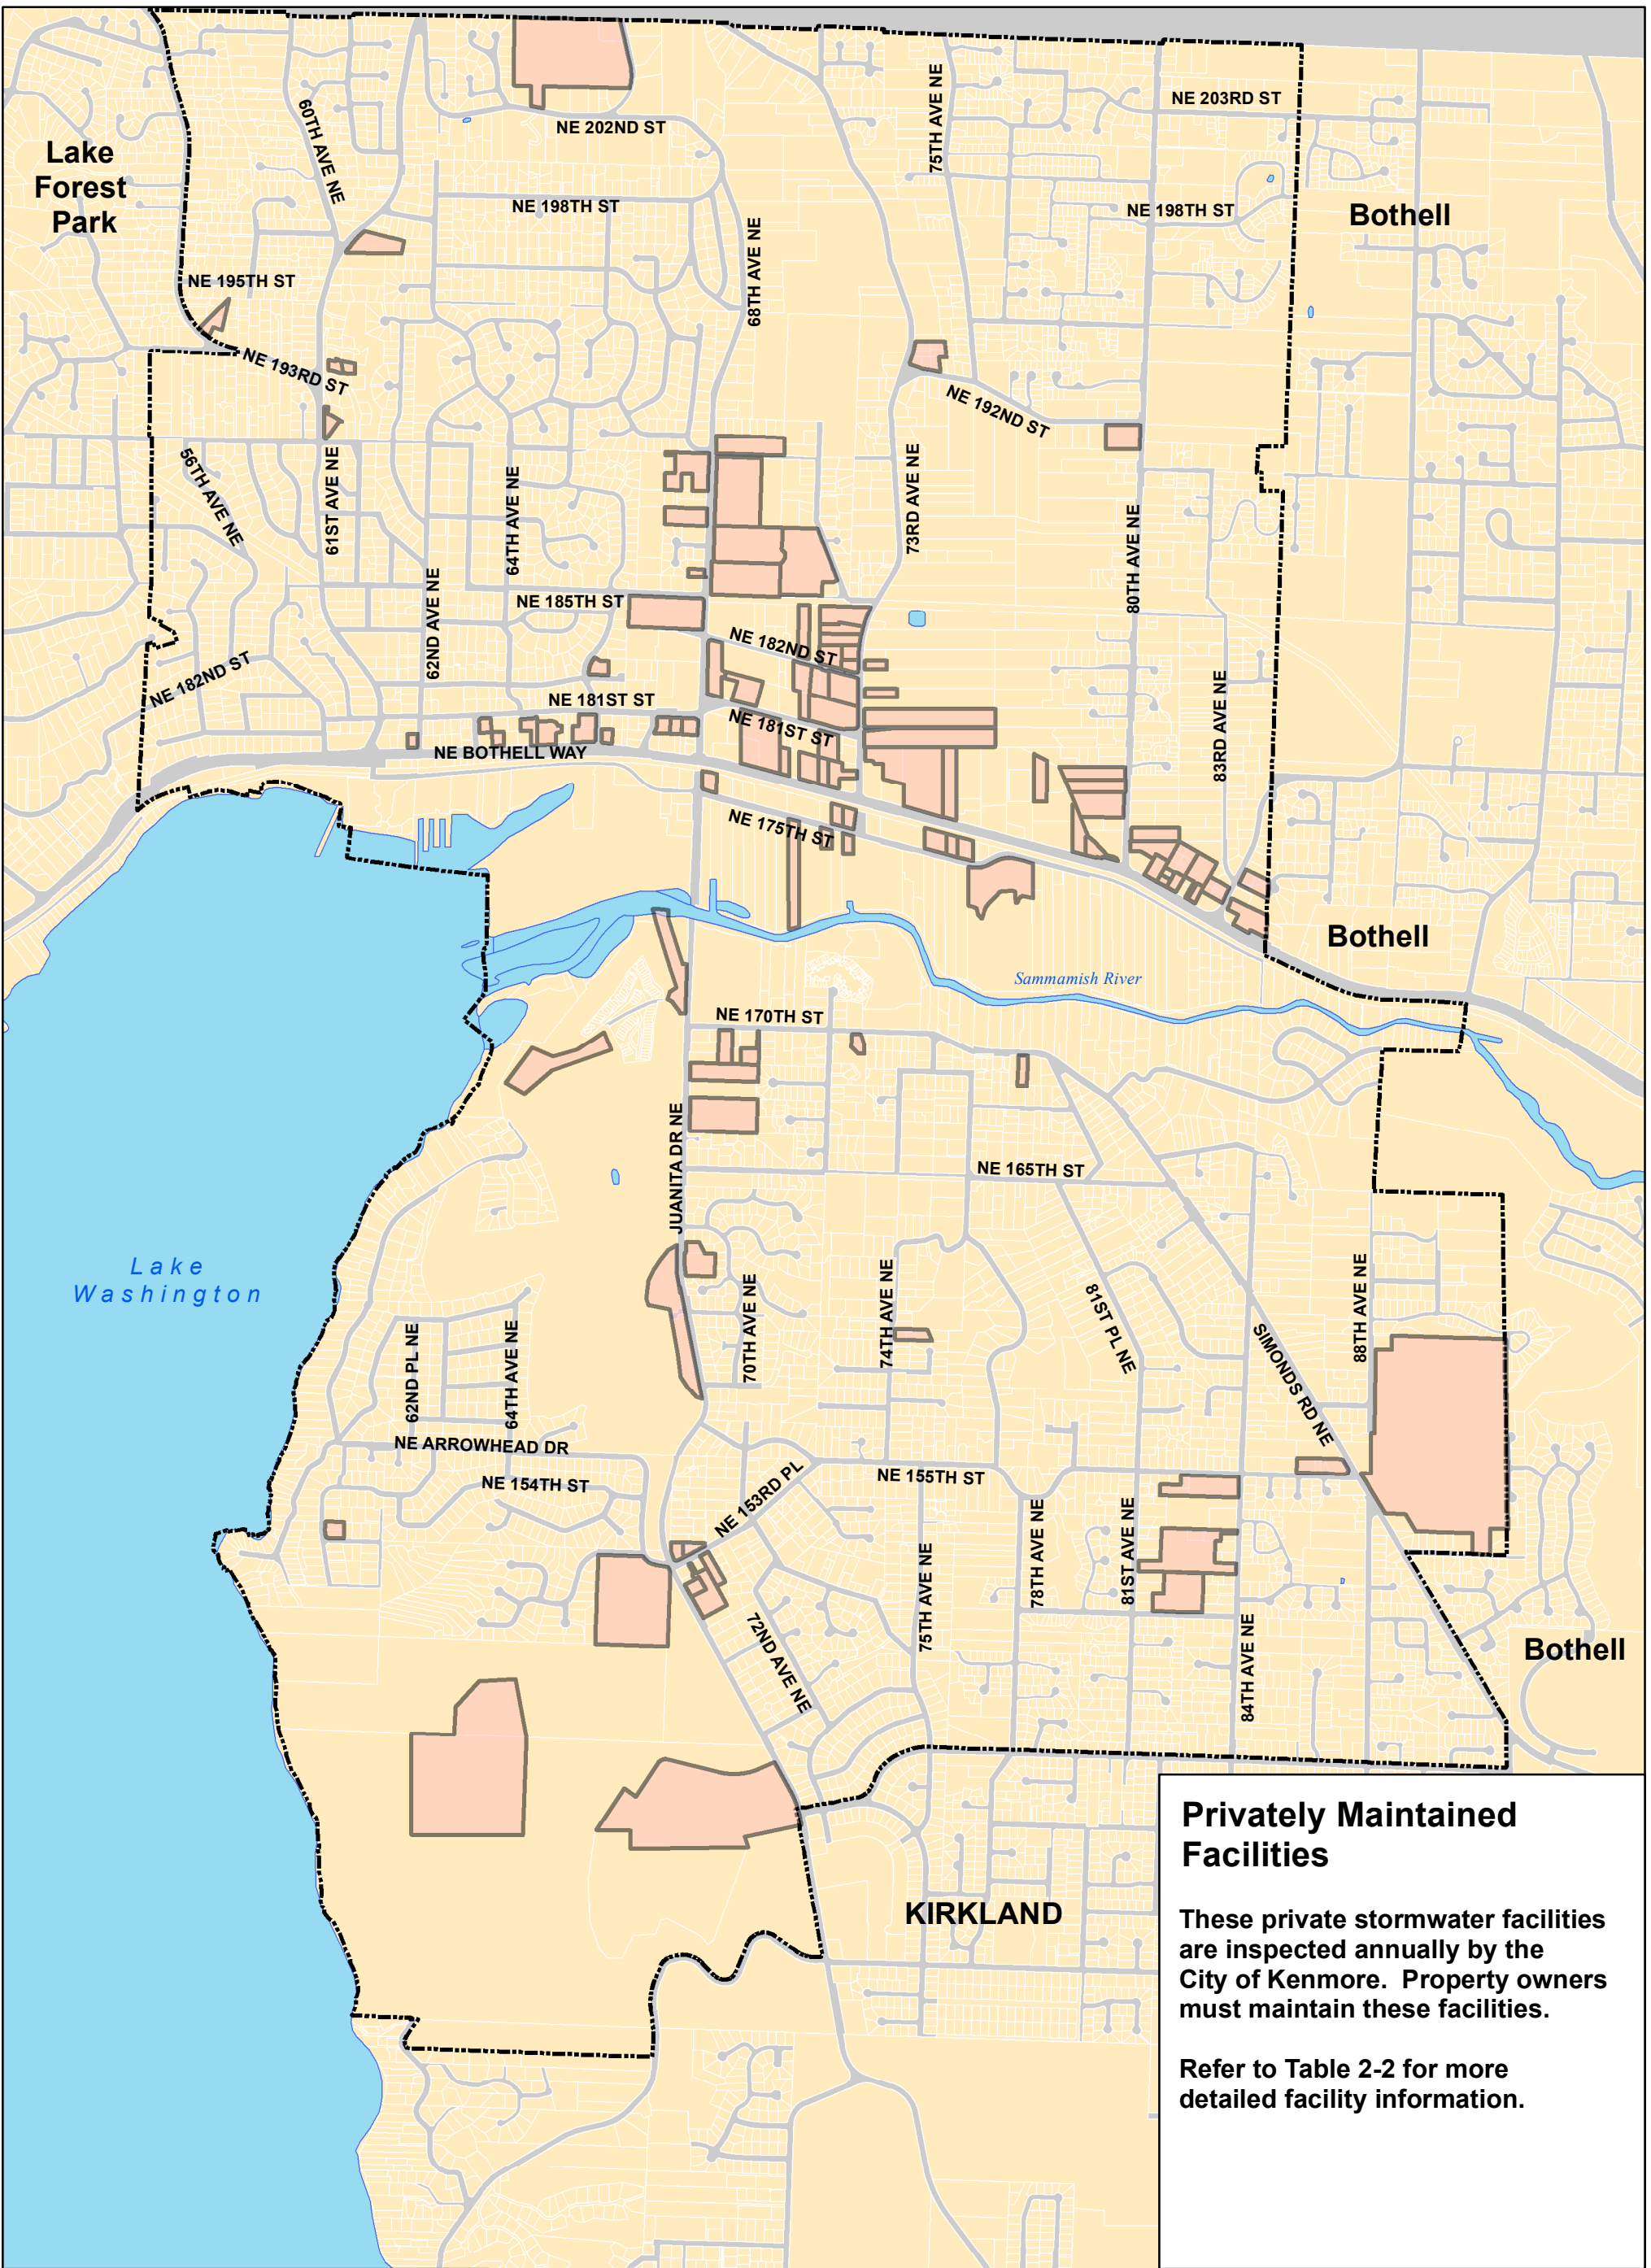 NE 203RD ST
75TH AVE NE
60TH AVE NE
NE 202ND ST
Lake
Forest
Park
NE 198TH ST
NE 198TH ST
Bothell
68TH AVE NE
NE 195TH ST
NE 193RD ST
NE 192ND ST
56TH AVE NE
61ST AVE NE
64TH AVE NE
73RD AVE NE
80TH AVE NE
62ND AVE NE
NE 185TH ST
NE 182ND ST
NE 182ND ST
NE 181ST ST
NE 181ST ST
83RD AVE NE
NE BOTHELL WAY
NE 175TH ST
Bothell
Sammamish River
NE 170TH ST
JUANITA DR NE
NE 165TH ST
Lake
Washington
70TH AVE NE
74TH AVE NE
81ST PL NE
88TH AVE NE
SIMONDS RD NE
62ND PL NE
64TH AVE NE
NE ARROWHEAD DR
NE 154TH ST
NE 153RD PL
NE 155TH ST
75TH AVE NE
78TH AVE NE
81ST AVE NE
84TH AVE NE
72ND AVE NE
Bothell
KIRKLAND
Privately Maintained
Facilities
These private stormwater facilities
are inspected annually by the
City of Kenmore.  Property owners
must maintain these facilities.
Refer to Table 2-2 for more
detailed facility information.